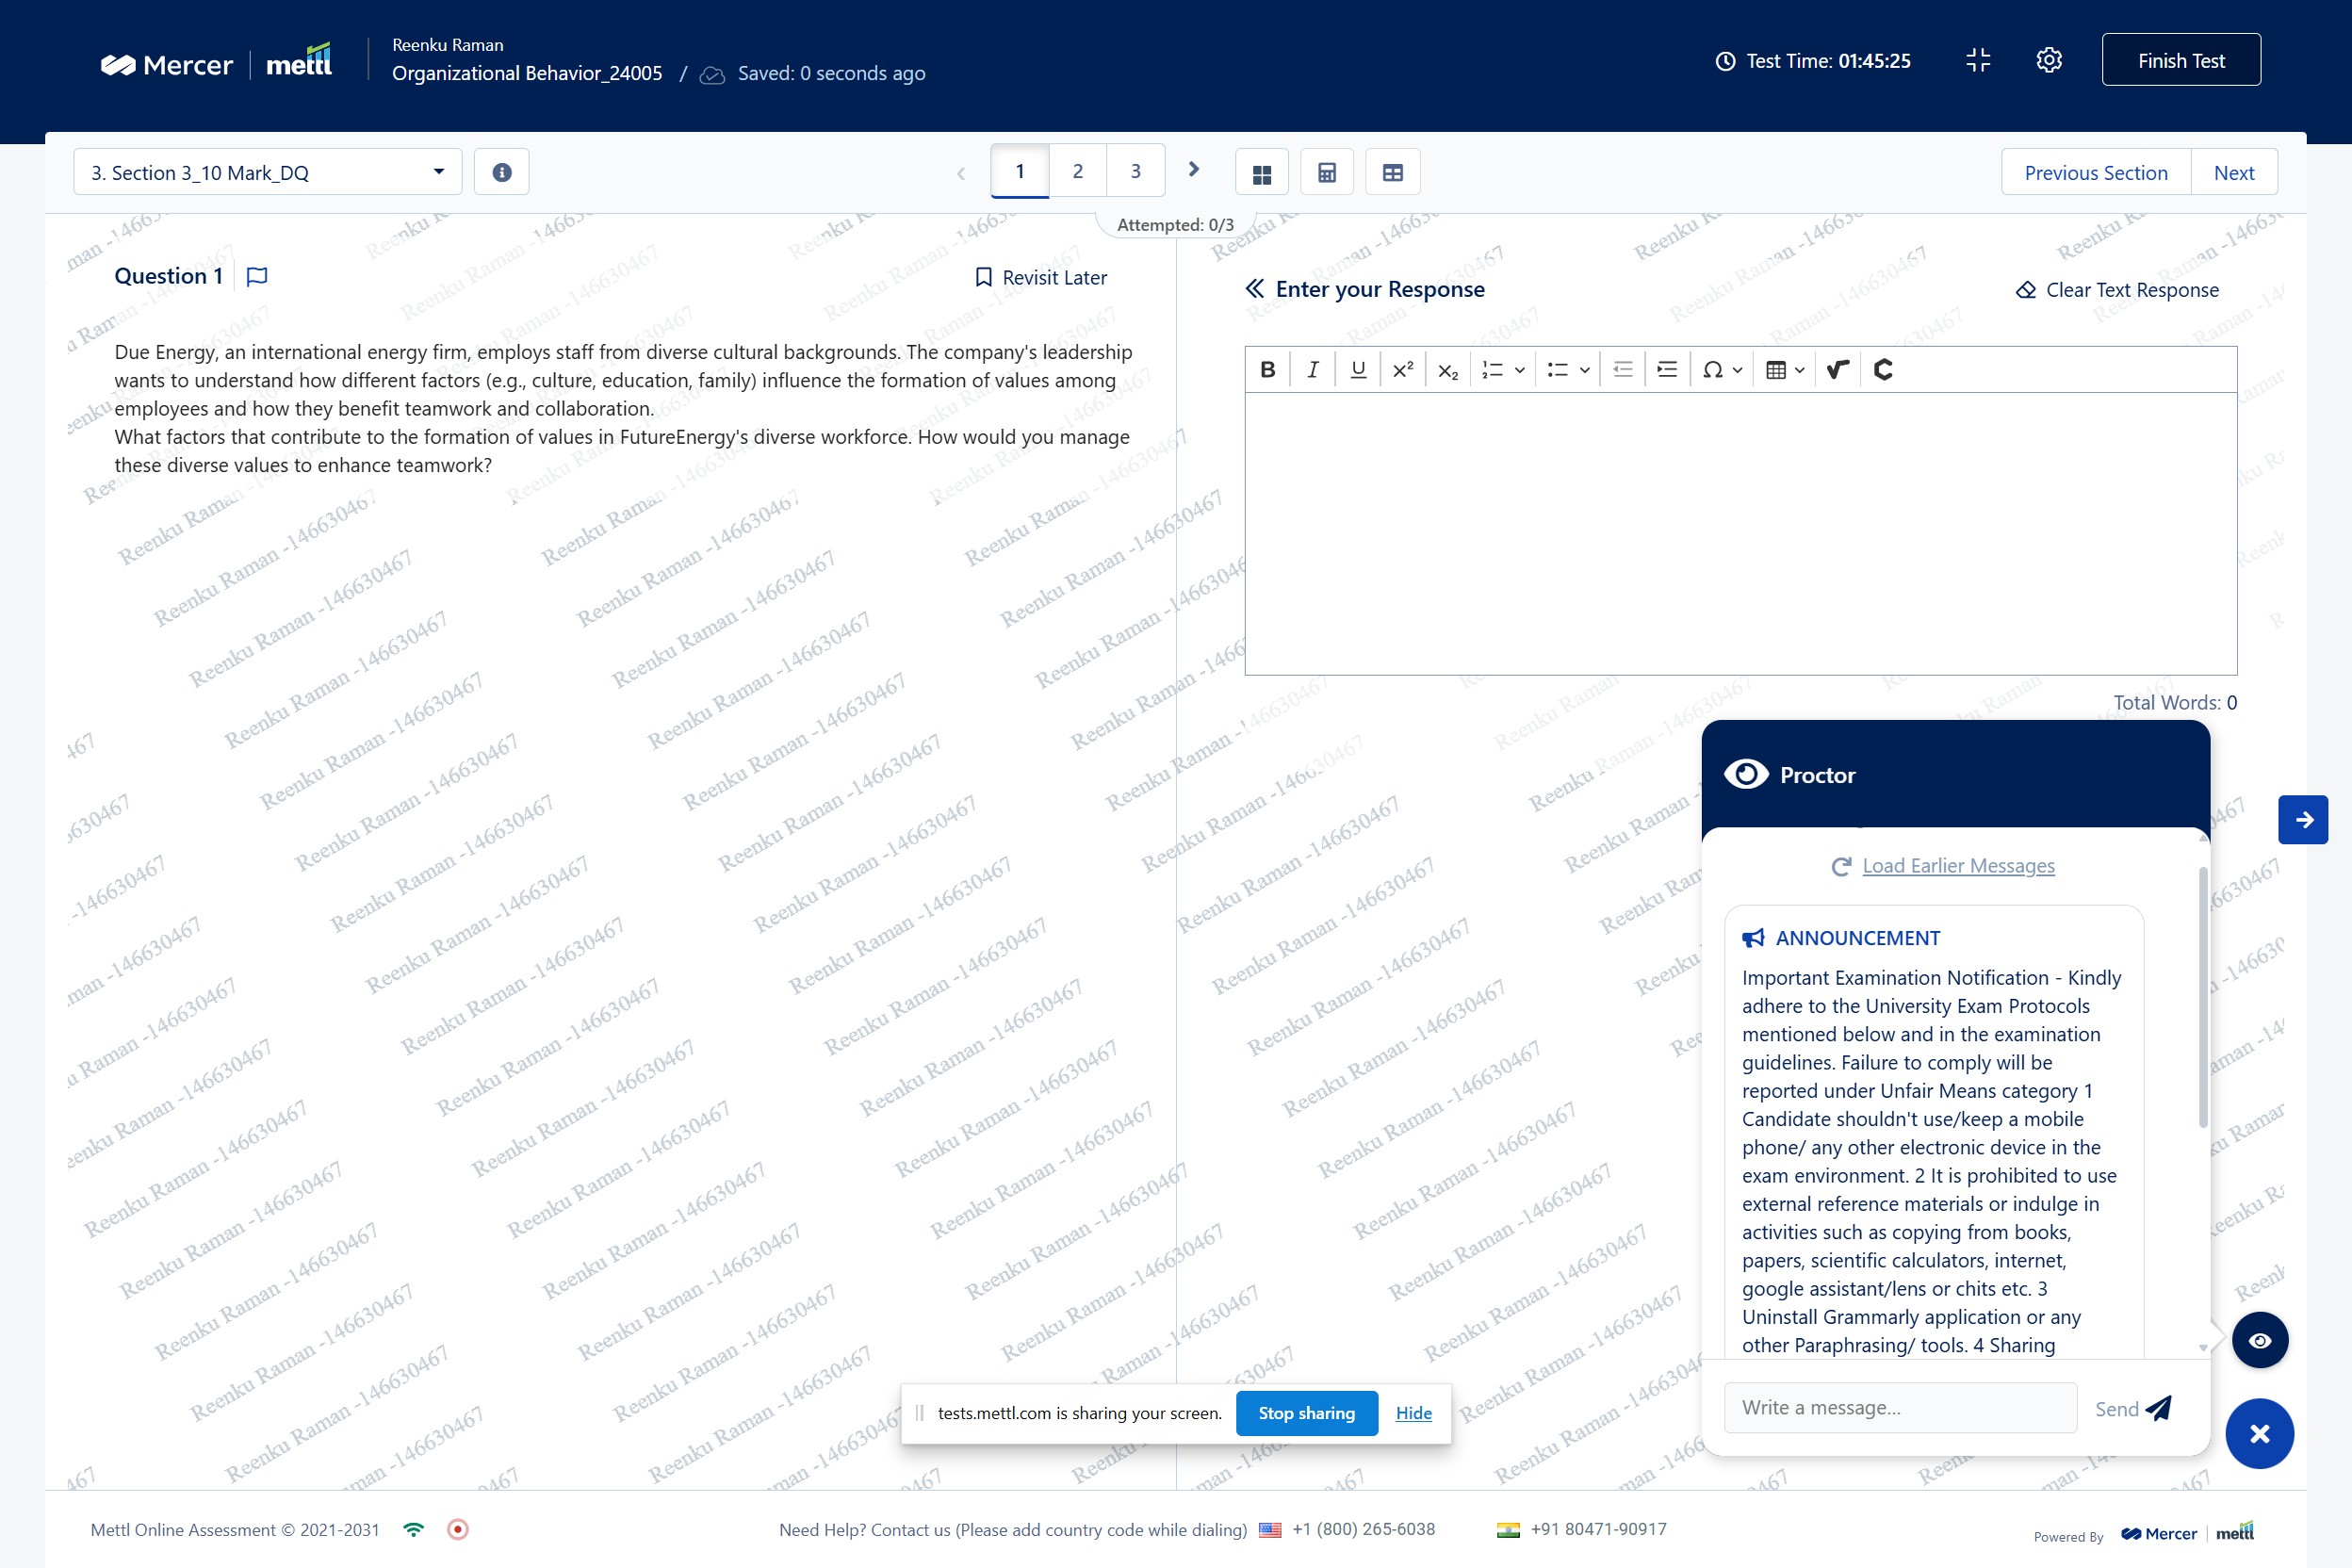 Mercer mettl
Reenku Raman
Organizational Behavior_24005 / Saved: 0 seconds ago
Test Time: 01:45:25
Finish Test
3. Section 3_10 Mark_DQ
1 2 3
Previous Section Next
Attempted: 0/3
Question 1
Revisit Later
Due Energy, an international energy firm, employs staff from diverse cultural backgrounds. The company's leadership
wants to understand how different factors (e.g., culture, education, family) influence the formation of values among
employees and how they benefit teamwork and collaboration.
What factors that contribute to the formation of values in FutureEnergy's diverse workforce. How would you manage
these diverse values to enhance teamwork?
Enter your Response
Clear Text Response
Total Words: 0
Proctor
Load Earlier Messages
ANNOUNCEMENT
Important Examination Notification - Kindly
adhere to the University Exam Protocols
mentioned below and in the examination
guidelines. Failure to comply will be
reported under Unfair Means category 1
Candidate shouldn't use/keep a mobile
phone/ any other electronic device in the
exam environment. 2 It is prohibited to use
external reference materials or indulge in
activities such as copying from books,
papers, scientific calculators, internet,
google assistant/lens or chits etc. 3
Uninstall Grammarly application or any
other Paraphrasing/ tools. 4 Sharing
Write a message...
Send
tests.mettl.com is sharing your screen.
Stop sharing
Hide
Reenku Raman -146630467
Mettl Online Assessment © 2021-2031
Need Help? Contact us (Please add country code while dialing) +1 (800) 265-6038 +91 80471-90917
Powered By Mercer mettl